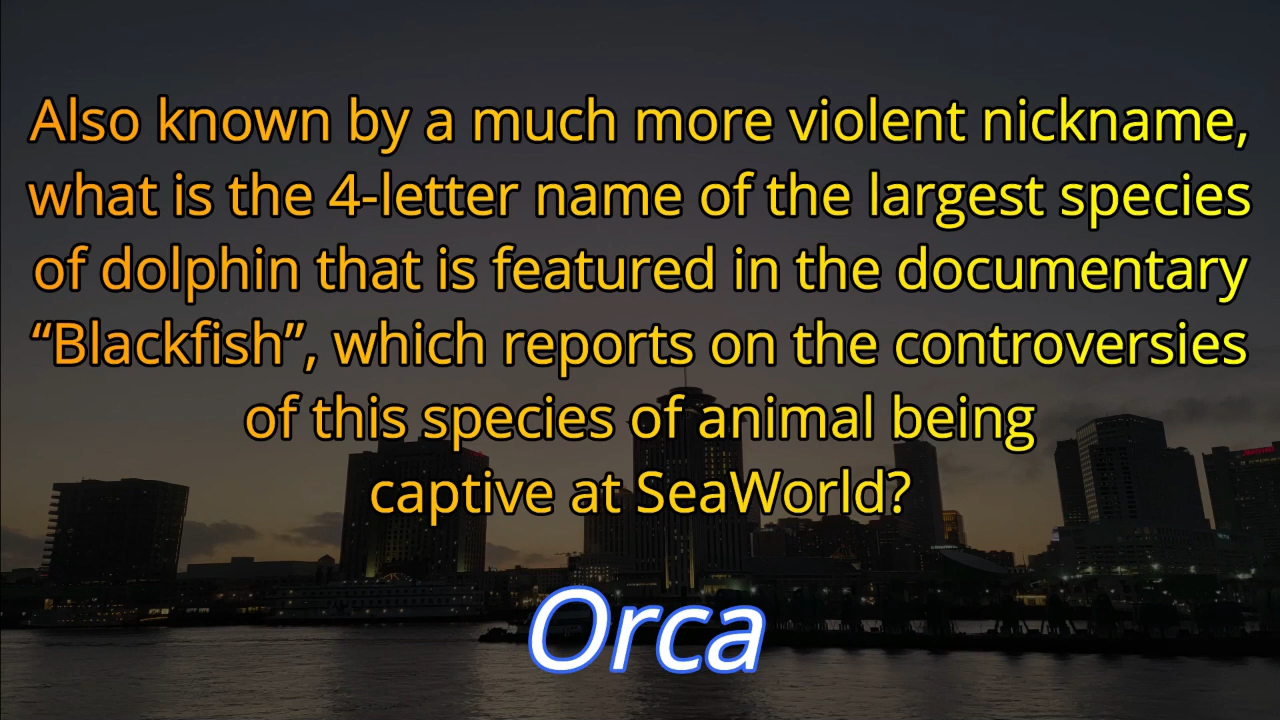 Also known by a much more violent nickname,
what is the 4-letter name of the largest species
of dolphin that is featured in the documentary
“Blackfish”, which reports on the controversies
of this species of animal being
captive at SeaWorld?
Orca